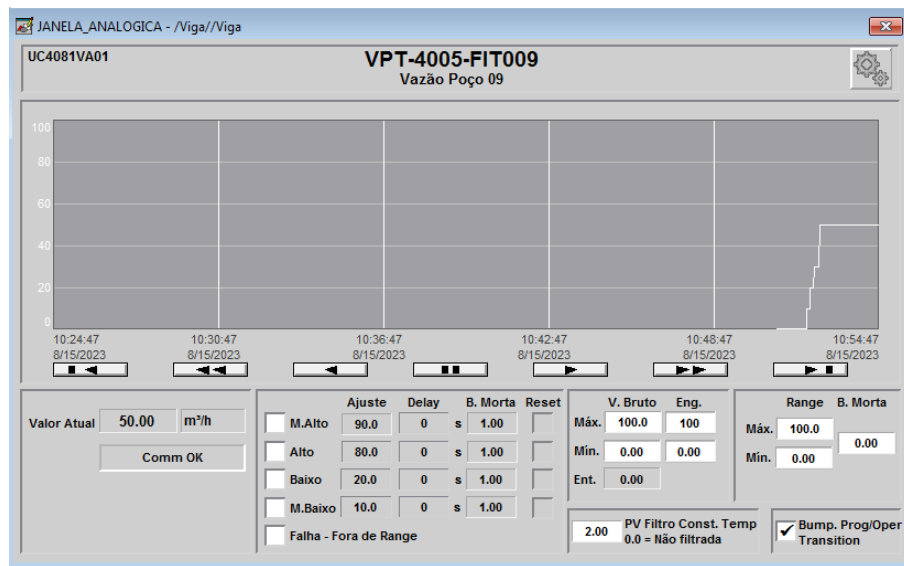 JANELA_ANALOGICA - /Viga//Viga
UC4081VA01
VPT-4005-FIT009
Vazão Poço 09
100
80
60
40
20
0
10:24:47 10:30:47 10:36:47 10:42:47 10:48:47 10:54:47
8/15/2023 8/15/2023 8/15/2023 8/15/2023 8/15/2023 8/15/2023
Valor Atual 50.00 m³/h
Comm OK
Ajuste Delay B. Morta Reset
M.Alto 90.0 0 s 1.00
Alto 80.0 0 s 1.00
Baixo 20.0 0 s 1.00
M.Baixo 10.0 0 s 1.00
Falha - Fora de Range
V. Bruto Eng.
Máx. 100.0 100
Mín. 0.00 0.00
Ent. 0.00
2.00 PV Filtro Const. Temp
0.0 = Não filtrada
Range B. Morta
Máx. 100.0
0.00
Mín. 0.00
Bump. Prog/Oper
Transition